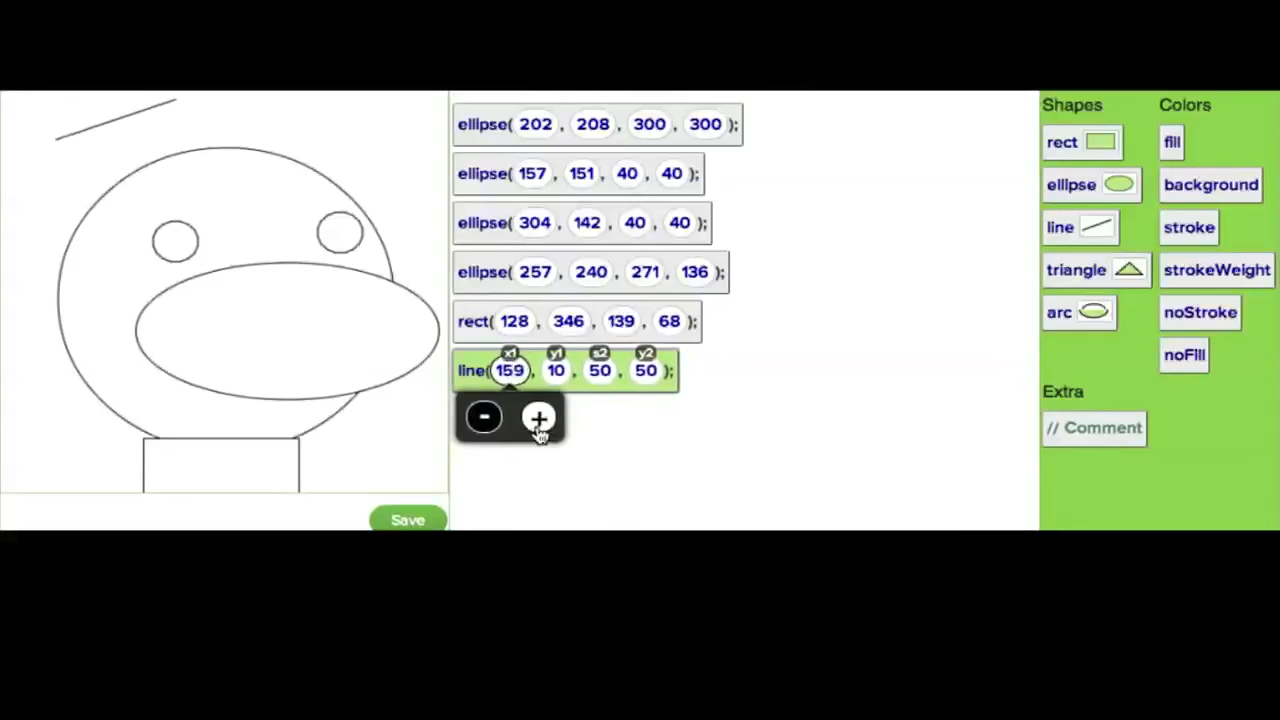 ellipse( 202 , 208 , 300 , 300 );
ellipse( 157 , 151 , 40 , 40 );
ellipse( 304 , 142 , 40 , 40 );
ellipse( 257 , 240 , 271 , 136 );
rect( 128 , 346 , 139 , 68 );
x1 y1 s2 y2
line( 159 , 10 , 50 , 50 );
- +
Save
Shapes
rect
ellipse
line
triangle
arc
Colors
fill
background
stroke
strokeWeight
noStroke
noFill
Extra
// Comment